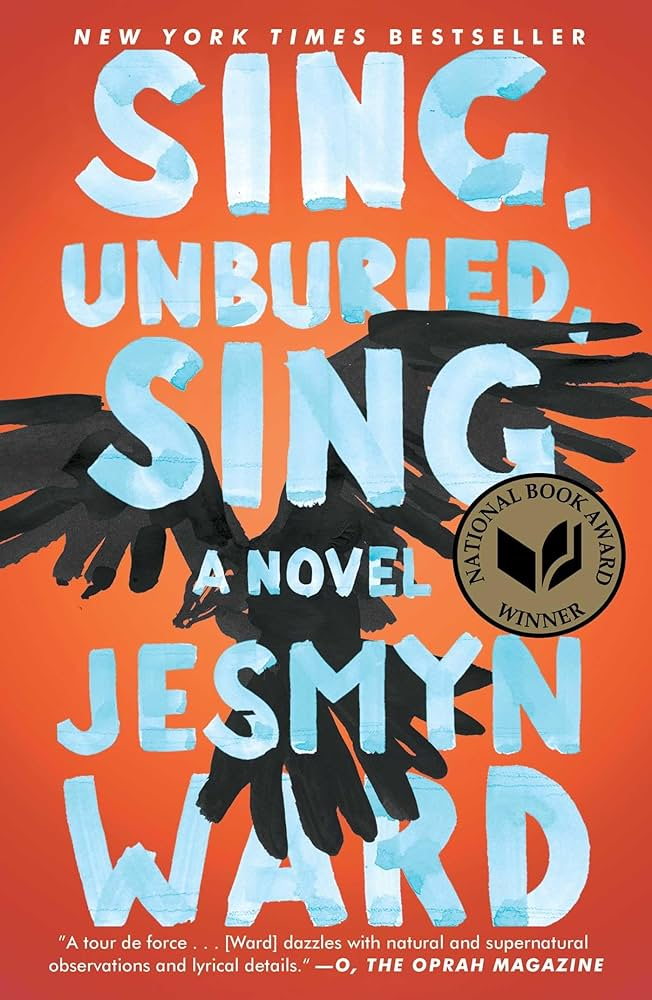 NEW YORK TIMES BESTSELLER
SING,
UNBURIED,
SING
A NOVEL
NATIONAL BOOK AWARD
WINNER
JESMYN
WARD
"A tour de force . . . [Ward] dazzles with natural and supernatural
observations and lyrical details." —O, THE OPRAH MAGAZINE